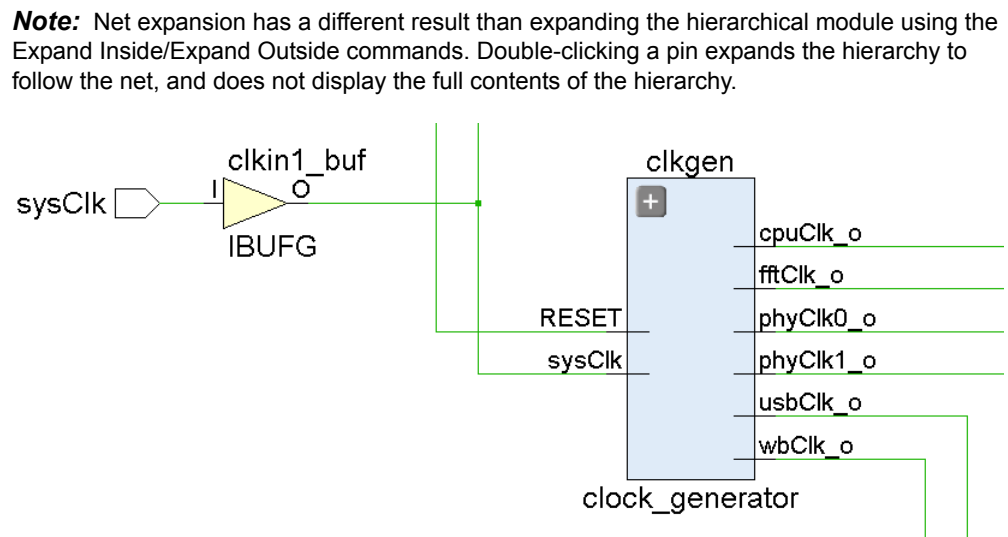 Note: Net expansion has a different result than expanding the hierarchical module using the
Expand Inside/Expand Outside commands. Double-clicking a pin expands the hierarchy to
follow the net, and does not display the full contents of the hierarchy.
clkin1_buf
clkgen
I
O
sysClk
+
IBUFG
cpuClk_o
fftClk_o
RESET
phyClk0_o
sysClk
phyClk1_o
usbClk_o
wbClk_o
clock_generator